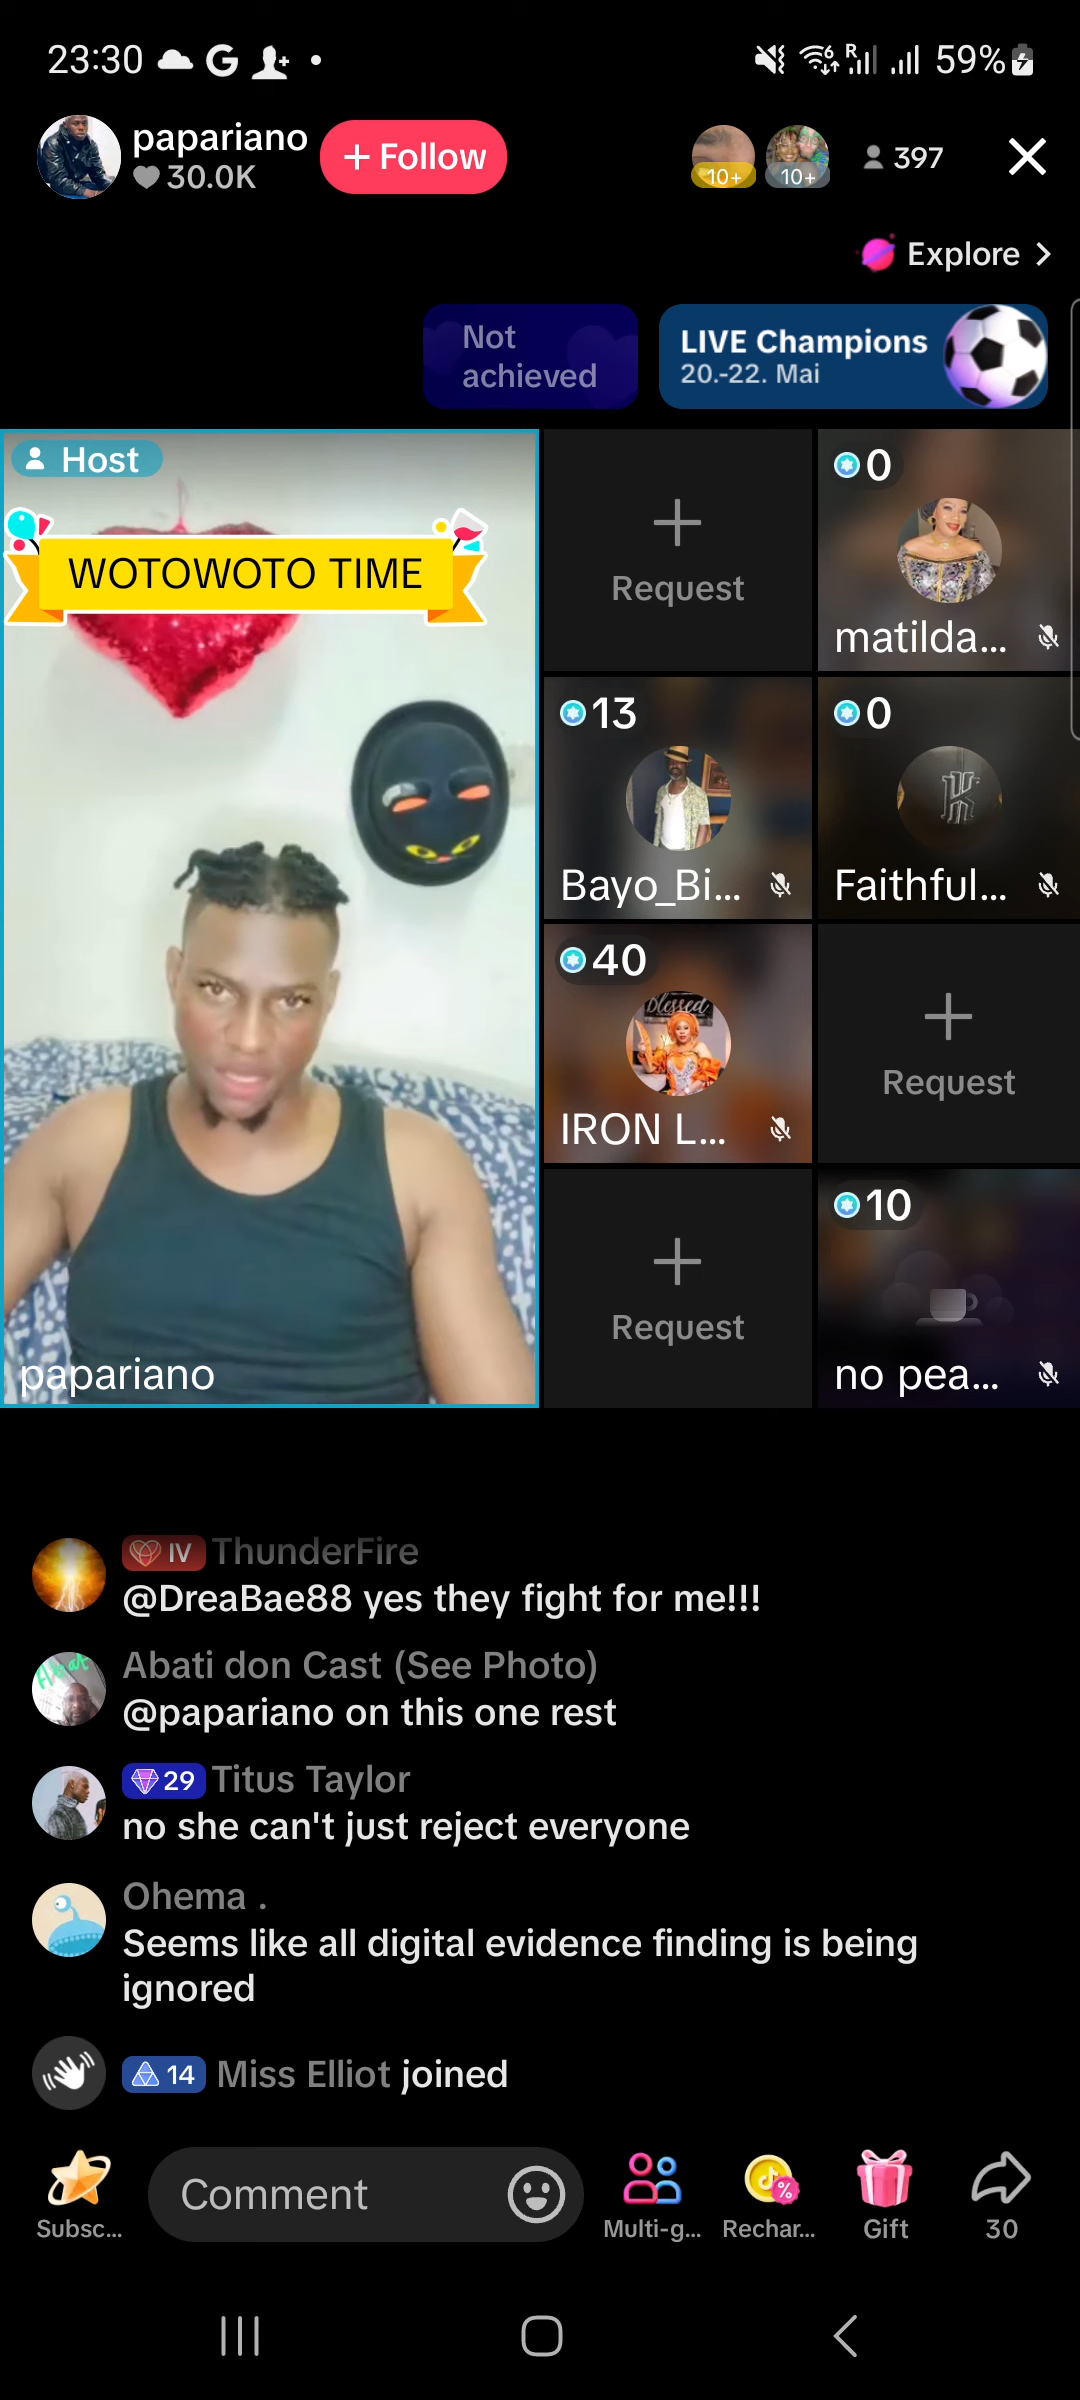 23:30
59%
papariano
30.0K
+ Follow
10+
10+
397
Explore
Not
achieved
LIVE Champions
20.-22. Mai
Host
WOTOWOTO TIME
papariano
Request
0
matilda...
13
Bayo_Bi...
0
Faithful...
40
Blessed
IRON L...
Request
Request
10
no pea...
IV ThunderFire
@DreaBae88 yes they fight for me!!!
Abati don Cast (See Photo)
@papariano on this one rest
29 Titus Taylor
no she can't just reject everyone
Ohema .
Seems like all digital evidence finding is being
ignored
14 Miss Elliot joined
Comment
Subsc...
Multi-g...
Rechar...
Gift
30